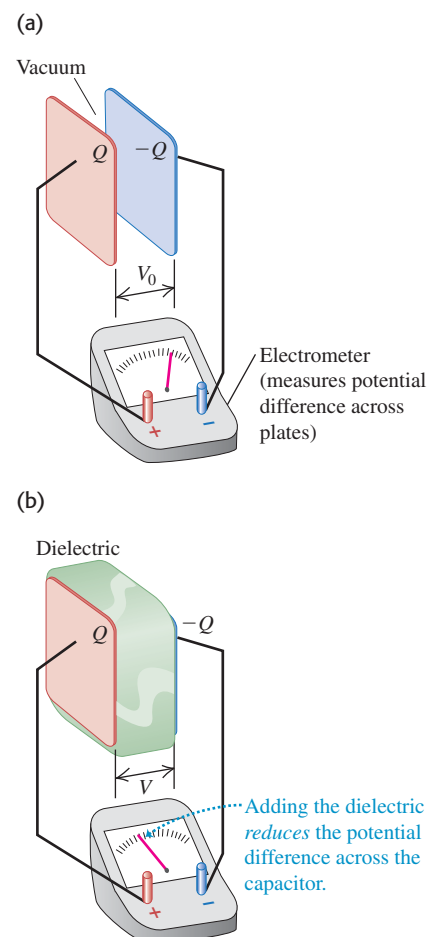 (a)
Vacuum
Q
−Q
V₀
Electrometer
(measures potential
difference across
plates)
+
−
(b)
Dielectric
Q
−Q
V
Adding the dielectric
reduces the potential
difference across the
capacitor.
+
−